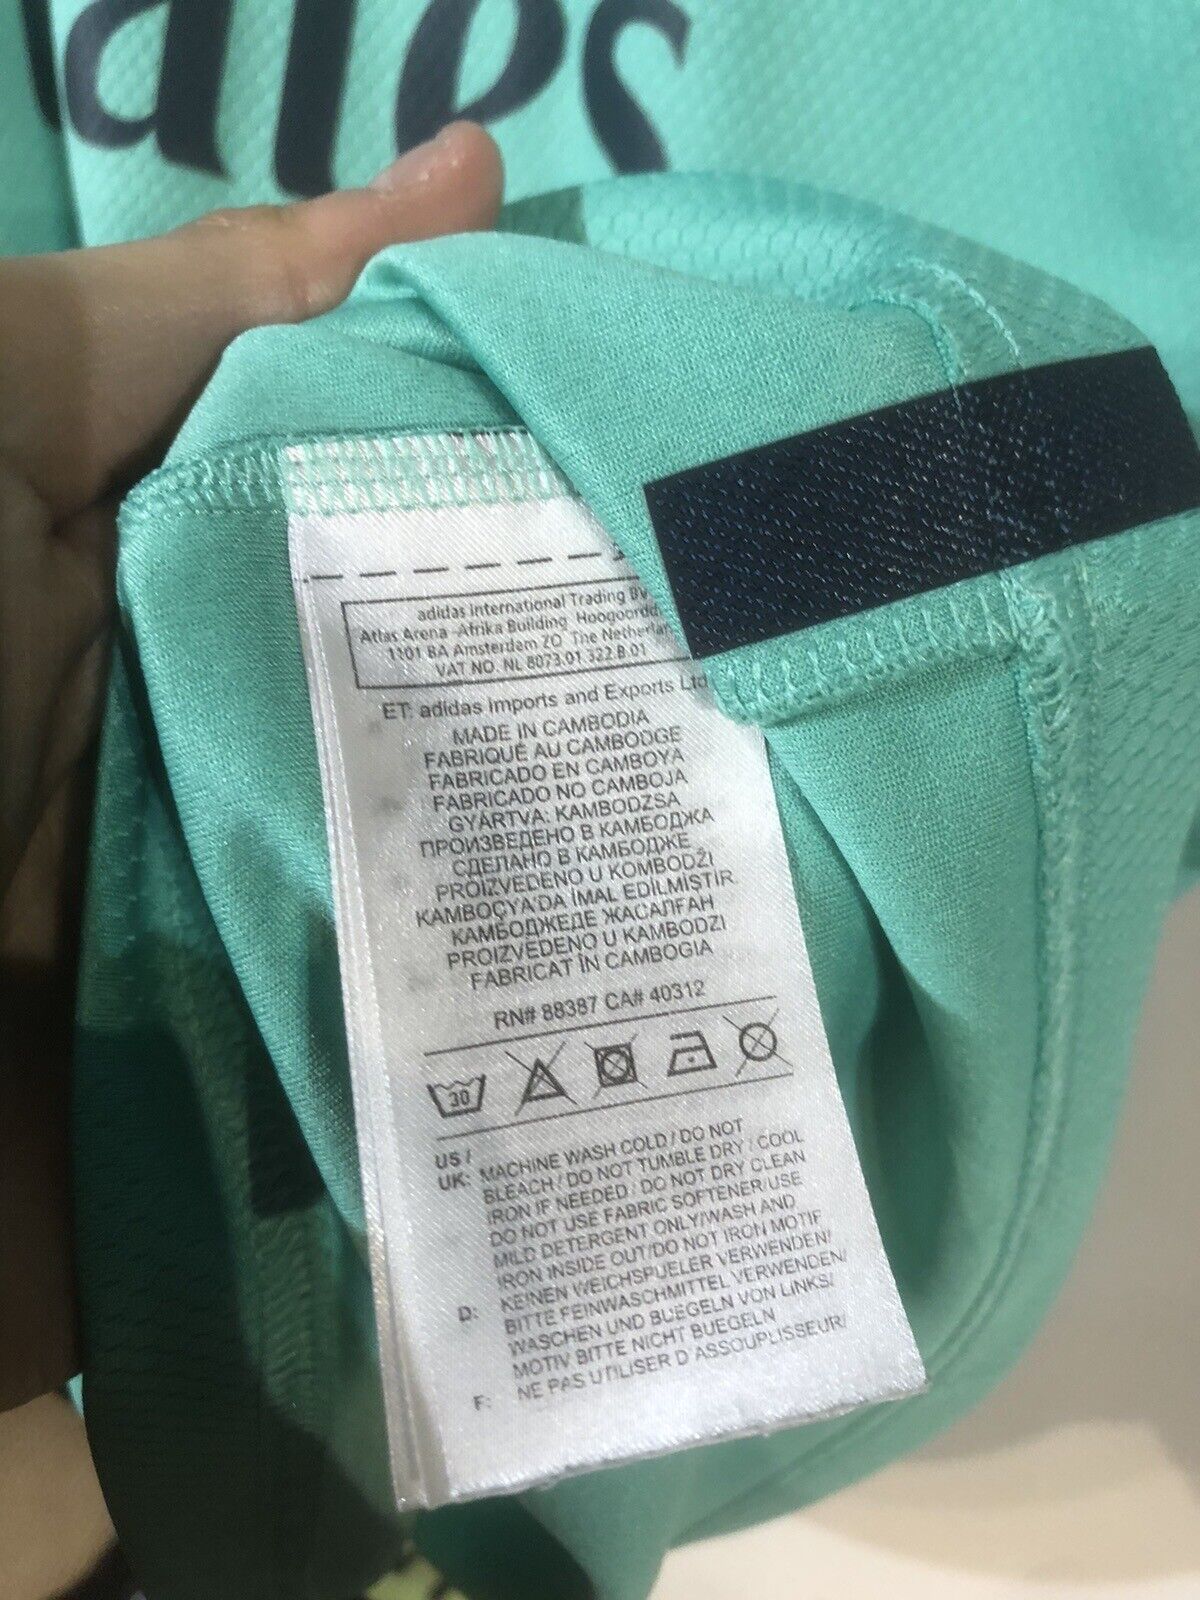 ates
adidas International Trading BV
Atlas Arena -Afrika Building Hoogoordd
1101 BA Amsterdam ZO The Netherlan
VAT NO. NL 8073.01.322.B.01
ET: adidas Imports and Exports Ltd
MADE IN CAMBODIA
FABRIQUÉ AU CAMBODGE
FABRICADO EN CAMBOYA
FABRICADO NO CAMBOJA
GYÁRTVA: KAMBODZSA
ПРОИЗВЕДЕНО В КАМБОДЖА
СДЕЛАНО В КАМБОДЖЕ
PROIZVEDENO U KOMBODŽI
KAMBOÇYA'DA İMAL EDİLMİŞTİR
КАМБОДЖЕДЕ ЖАСАЛҒАН
PROIZVEDENO U KAMBODZI
FABRICAT ÎN CAMBOGIA
RN# 88387 CA# 40312
30
US /
UK: MACHINE WASH COLD / DO NOT
BLEACH / DO NOT TUMBLE DRY / COOL
IRON IF NEEDED / DO NOT DRY CLEAN
DO NOT USE FABRIC SOFTENER/USE
MILD DETERGENT ONLY/WASH AND
IRON INSIDE OUT/DO NOT IRON MOTIF
D: KEINEN WEICHSPUELER VERWENDEN/
BITTE FEINWASCHMITTEL VERWENDEN/
WASCHEN UND BUEGELN VON LINKS/
MOTIV BITTE NICHT BUEGELN
F: NE PAS UTILISER D ASSOUPLISSEUR/